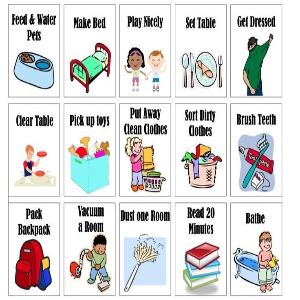 Feed & Water
Pets
Make Bed
Play Nicely
Set Table
Get Dressed
Clear Table
Pick up toys
Put Away
Clean Clothes
Sort Dirty
Clothes
Brush Teeth
Pack
Backpack
Vacuum
a Room
Dust one Room
Read 20
Minutes
Bathe